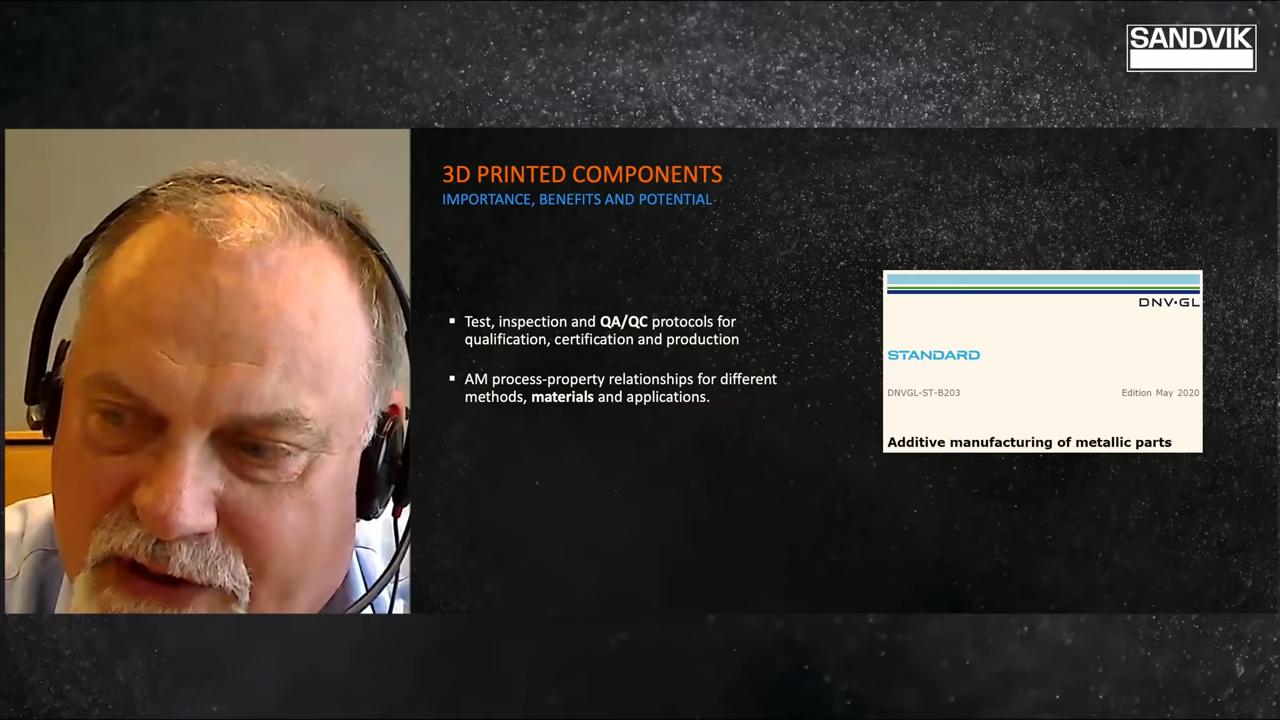 SANDVIK
3D PRINTED COMPONENTS
IMPORTANCE, BENEFITS AND POTENTIAL
▪ Test, inspection and QA/QC protocols for
qualification, certification and production
▪ AM process-property relationships for different
methods, materials and applications.
DNV·GL
STANDARD
DNVGL-ST-B203 Edition May 2020
Additive manufacturing of metallic parts